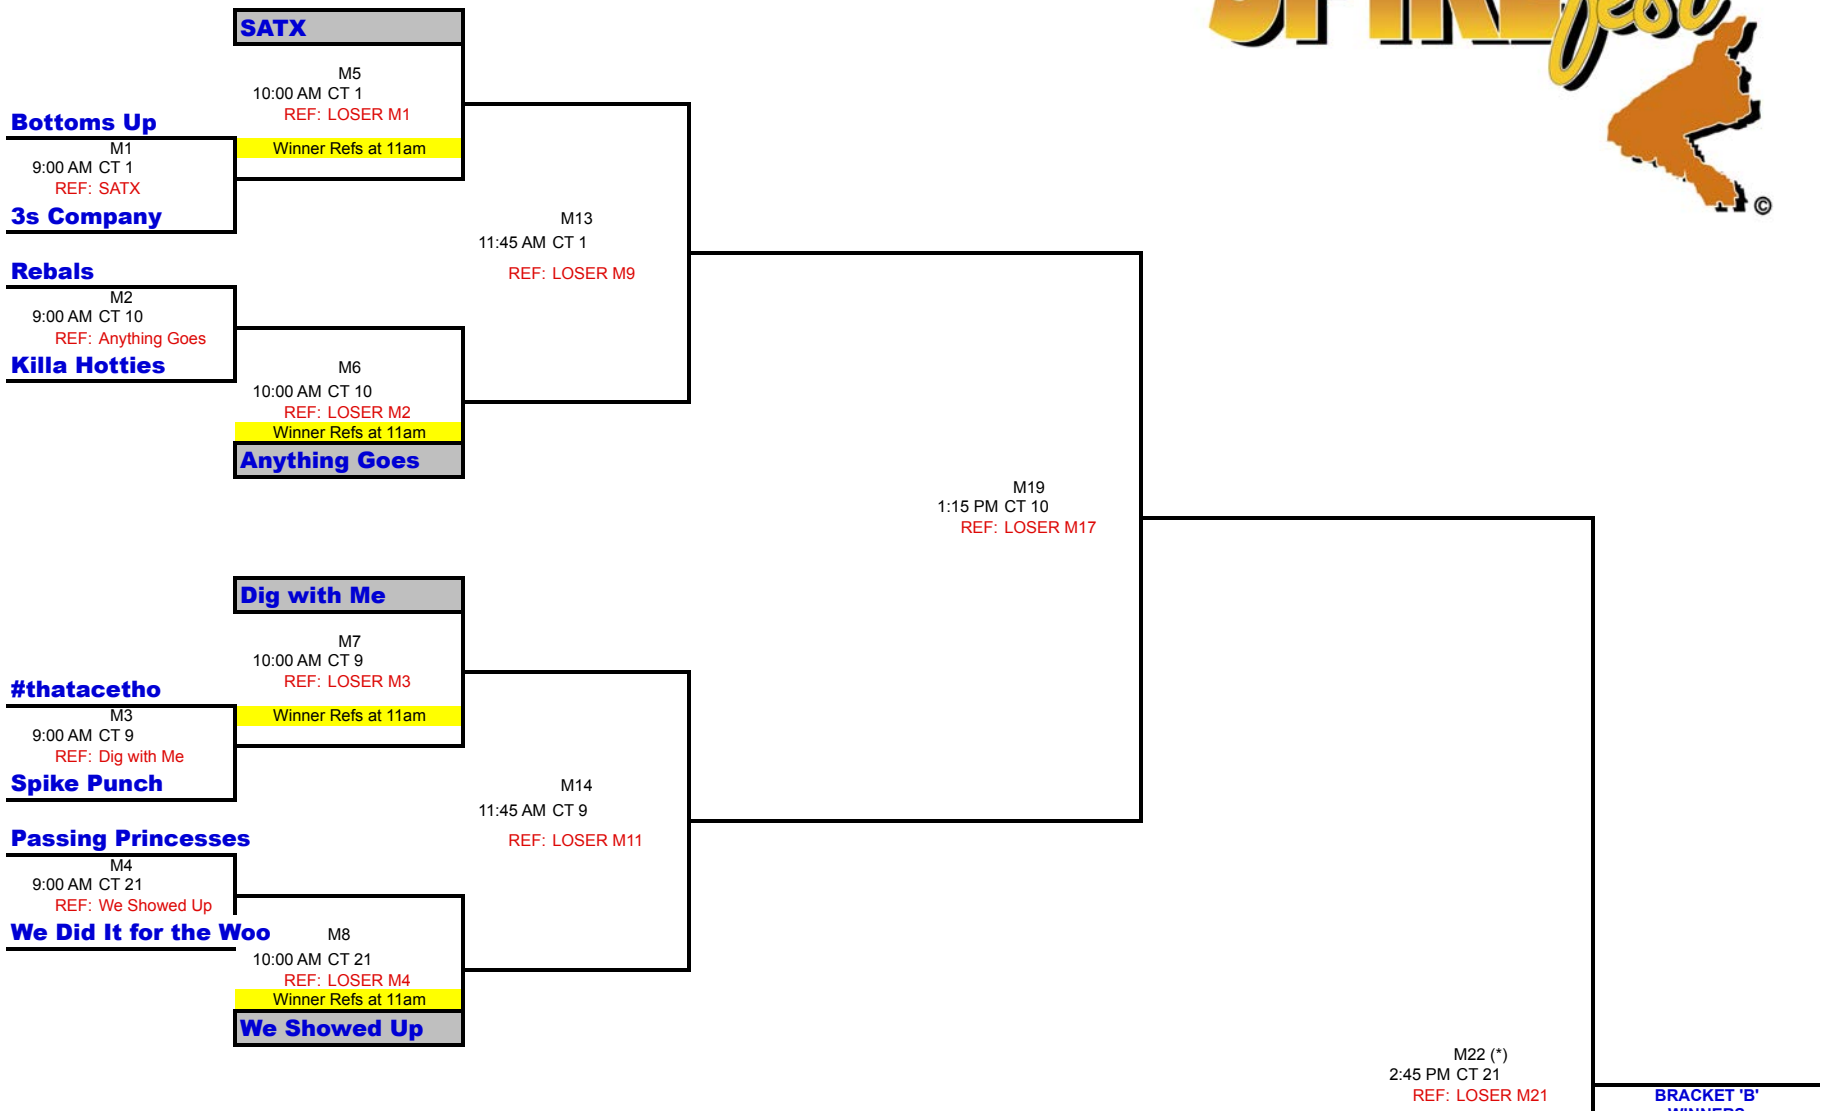 SPIKE fest
©
SATX
M5
10:00 AM CT 1
REF: LOSER M1
Winner Refs at 11am
Bottoms Up
M1
9:00 AM CT 1
REF: SATX
3s Company
M13
11:45 AM CT 1
REF: LOSER M9
Rebals
M2
9:00 AM CT 10
REF: Anything Goes
Killa Hotties
M6
10:00 AM CT 10
REF: LOSER M2
Winner Refs at 11am
Anything Goes
M19
1:15 PM CT 10
REF: LOSER M17
Dig with Me
M7
10:00 AM CT 9
REF: LOSER M3
Winner Refs at 11am
#thatacetho
M3
9:00 AM CT 9
REF: Dig with Me
Spike Punch
M14
11:45 AM CT 9
REF: LOSER M11
Passing Princesses
M4
9:00 AM CT 21
REF: We Showed Up
We Did It for the Woo
M8
10:00 AM CT 21
REF: LOSER M4
Winner Refs at 11am
We Showed Up
M22 (*)
2:45 PM CT 21
REF: LOSER M21
BRACKET 'B'
WINNERS